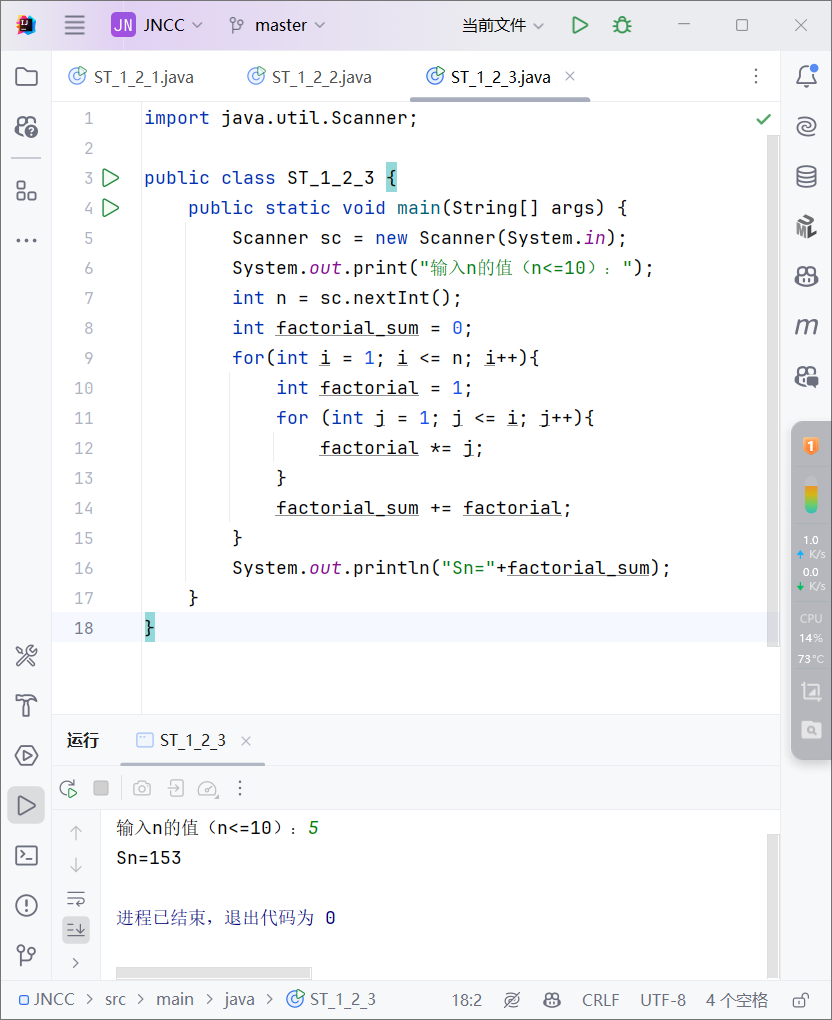 JN JNCC master 当前文件
ST_1_2_1.java ST_1_2_2.java ST_1_2_3.java
1 import java.util.Scanner;
2
3 public class ST_1_2_3 {
4 public static void main(String[] args) {
5 Scanner sc = new Scanner(System.in);
6 System.out.print("输入n的值（n<=10）：");
7 int n = sc.nextInt();
8 int factorial_sum = 0;
9 for(int i = 1; i <= n; i++){
10 int factorial = 1;
11 for (int j = 1; j <= i; j++){
12 factorial *= j;
13 }
14 factorial_sum += factorial;
15 }
16 System.out.println("Sn="+factorial_sum);
17 }
18 }
UML
m
1
1.0
K/s
0.0
K/s
CPU
14%
73°C
运行 ST_1_2_3
输入n的值（n<=10）：5
Sn=153
进程已结束，退出代码为 0
JNCC > src > main > java > ST_1_2_3 18:2 CRLF UTF-8 4 个空格